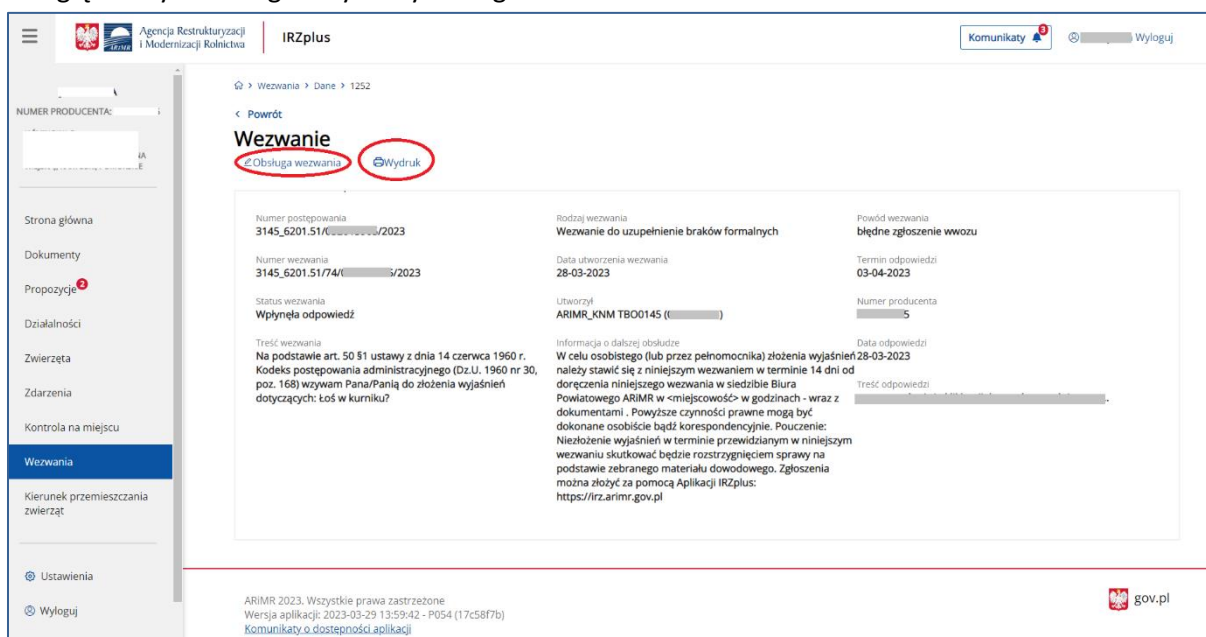 Agencja Restrukturyzacji
i Modernizacji Rolnictwa
ARiMR
IRZplus
Komunikaty 3
Wyloguj
NUMER PRODUCENTA:
Wezwania > Dane > 1252
< Powrót
Wezwanie
Obsługa wezwania
Wydruk
Strona główna
Dokumenty
Propozycje 2
Działalności
Zwierzęta
Zdarzenia
Kontrola na miejscu
Wezwania
Kierunek przemieszczania
zwierząt
Ustawienia
Wyloguj
Numer postępowania
3145_6201.51/ /2023
Rodzaj wezwania
Wezwanie do uzupełnienie braków formalnych
Powód wezwania
błędne zgłoszenie wwozu
Numer wezwania
3145_6201.51/74/ /2023
Data utworzenia wezwania
28-03-2023
Termin odpowiedzi
03-04-2023
Status wezwania
Wpłynęła odpowiedź
Utworzył
ARIMR_KNM TBO0145 ( )
Numer producenta
5
Treść wezwania
Na podstawie art. 50 §1 ustawy z dnia 14 czerwca 1960 r.
Kodeks postępowania administracyjnego (Dz.U. 1960 nr 30,
poz. 168) wzywam Pana/Panią do złożenia wyjaśnień
dotyczących: Łoś w kurniku?
Informacja o dalszej obsłudze
W celu osobistego (lub przez pełnomocnika) złożenia wyjaśnień
należy stawić się z niniejszym wezwaniem w terminie 14 dni od
doręczenia niniejszego wezwania w siedzibie Biura
Powiatowego ARiMR w <miejscowość> w godzinach - wraz z
dokumentami . Powyższe czynności prawne mogą być
dokonane osobiście bądź korespondencyjnie. Pouczenie:
Niezłożenie wyjaśnień w terminie przewidzianym w niniejszym
wezwaniu skutkować będzie rozstrzygnięciem sprawy na
podstawie zebranego materiału dowodowego. Zgłoszenia
można złożyć za pomocą Aplikacji IRZplus:
https://irz.arimr.gov.pl
Data odpowiedzi
28-03-2023
Treść odpowiedzi
ARiMR 2023. Wszystkie prawa zastrzeżone
Wersja aplikacji: 2023-03-29 13:59:42 - P054 (17c58f7b)
Komunikaty o dostępności aplikacji
gov.pl